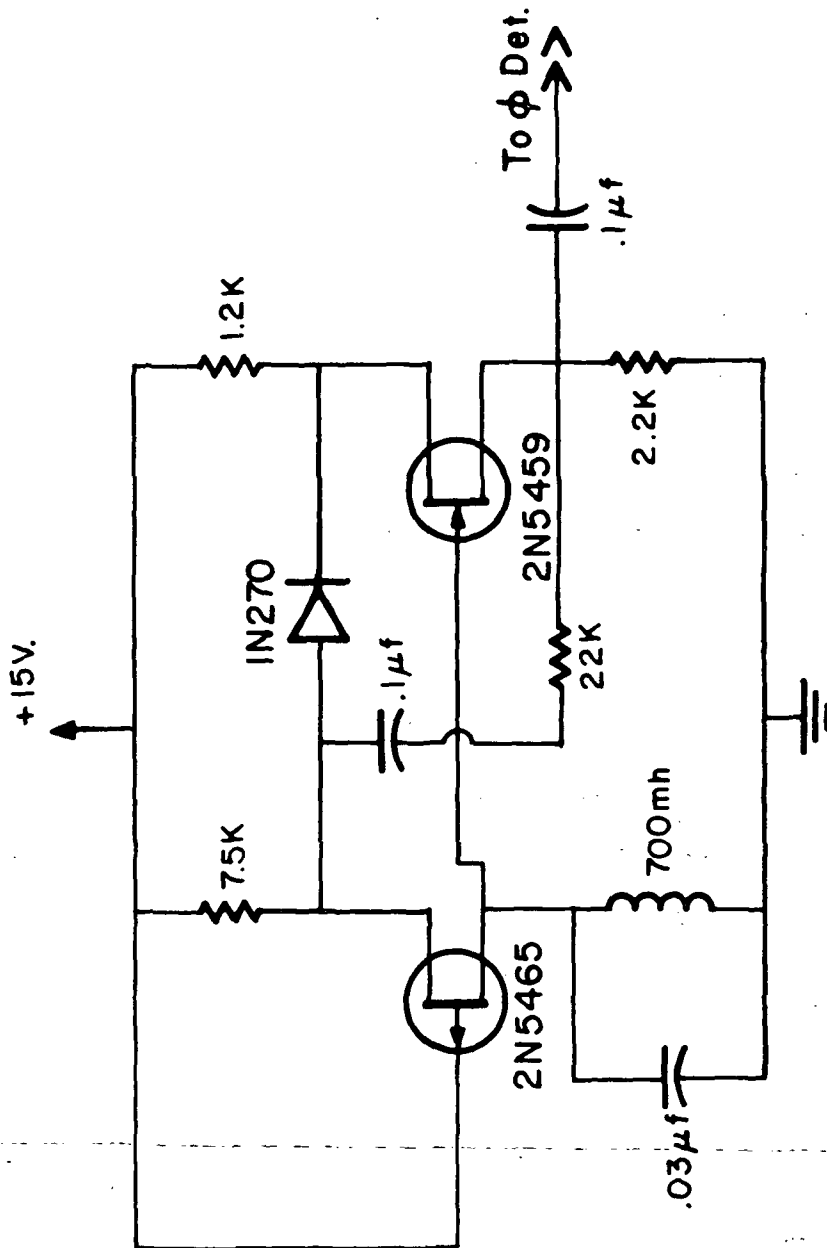 +15V.
7.5K
1.2K
1N270
.1µf
2N5465
2N5459
22K
To ϕ Det.
.1µf
2.2K
700mh
.03µf